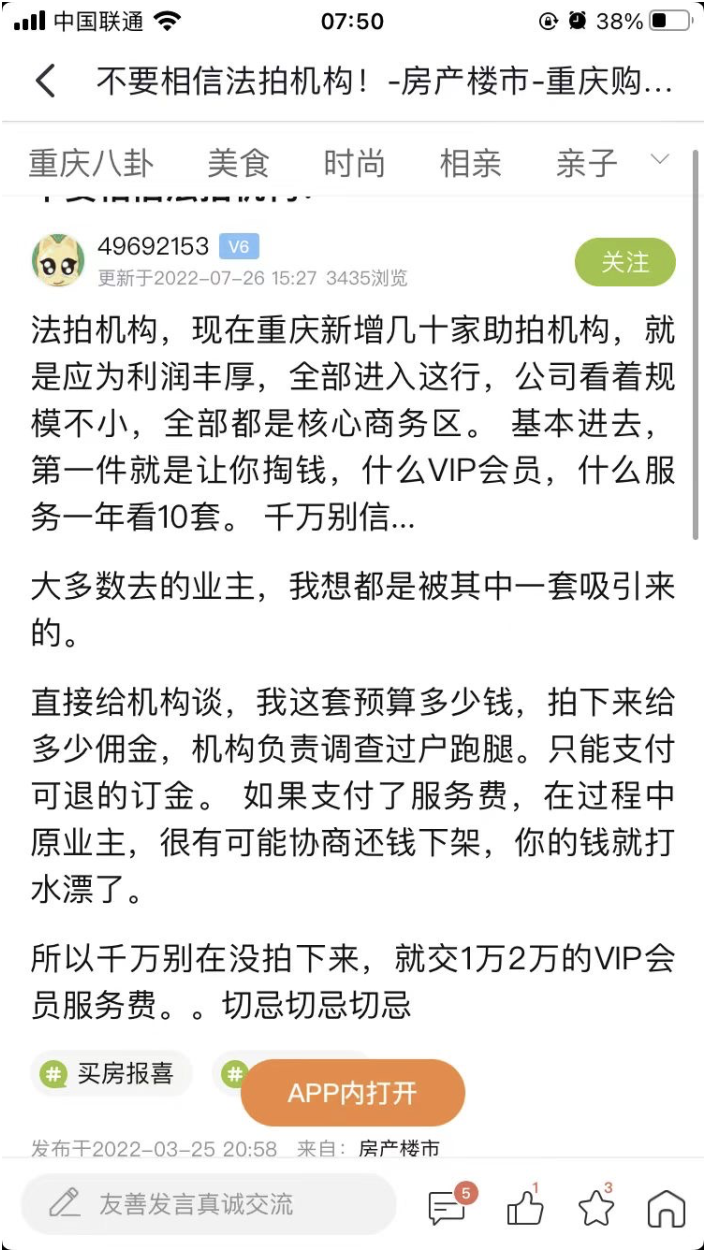 中国联通 07:50 38%
不要相信法拍机构！-房产楼市-重庆购...
重庆八卦 美食 时尚 相亲 亲子
不要相信法拍机构！
49692153 V6
关注
更新于2022-07-26 15:27 3435浏览
法拍机构，现在重庆新增几十家助拍机构，就
是应为利润丰厚，全部进入这行，公司看着规
模不小，全部都是核心商务区。 基本进去，
第一件就是让你掏钱，什么VIP会员，什么服
务一年看10套。 千万别信...
大多数去的业主，我想都是被其中一套吸引来
的。
直接给机构谈，我这套预算多少钱，拍下来给
多少佣金，机构负责调查过户跑腿。只能支付
可退的订金。 如果支付了服务费，在过程中
原业主，很有可能协商还钱下架，你的钱就打
水漂了。
所以千万别在没拍下来，就交1万2万的VIP会
员服务费。。切忌切忌切忌
# 买房报喜 #
APP内打开
发布于2022-03-25 20:58 来自：房产楼市
友善发言真诚交流 5 1 3